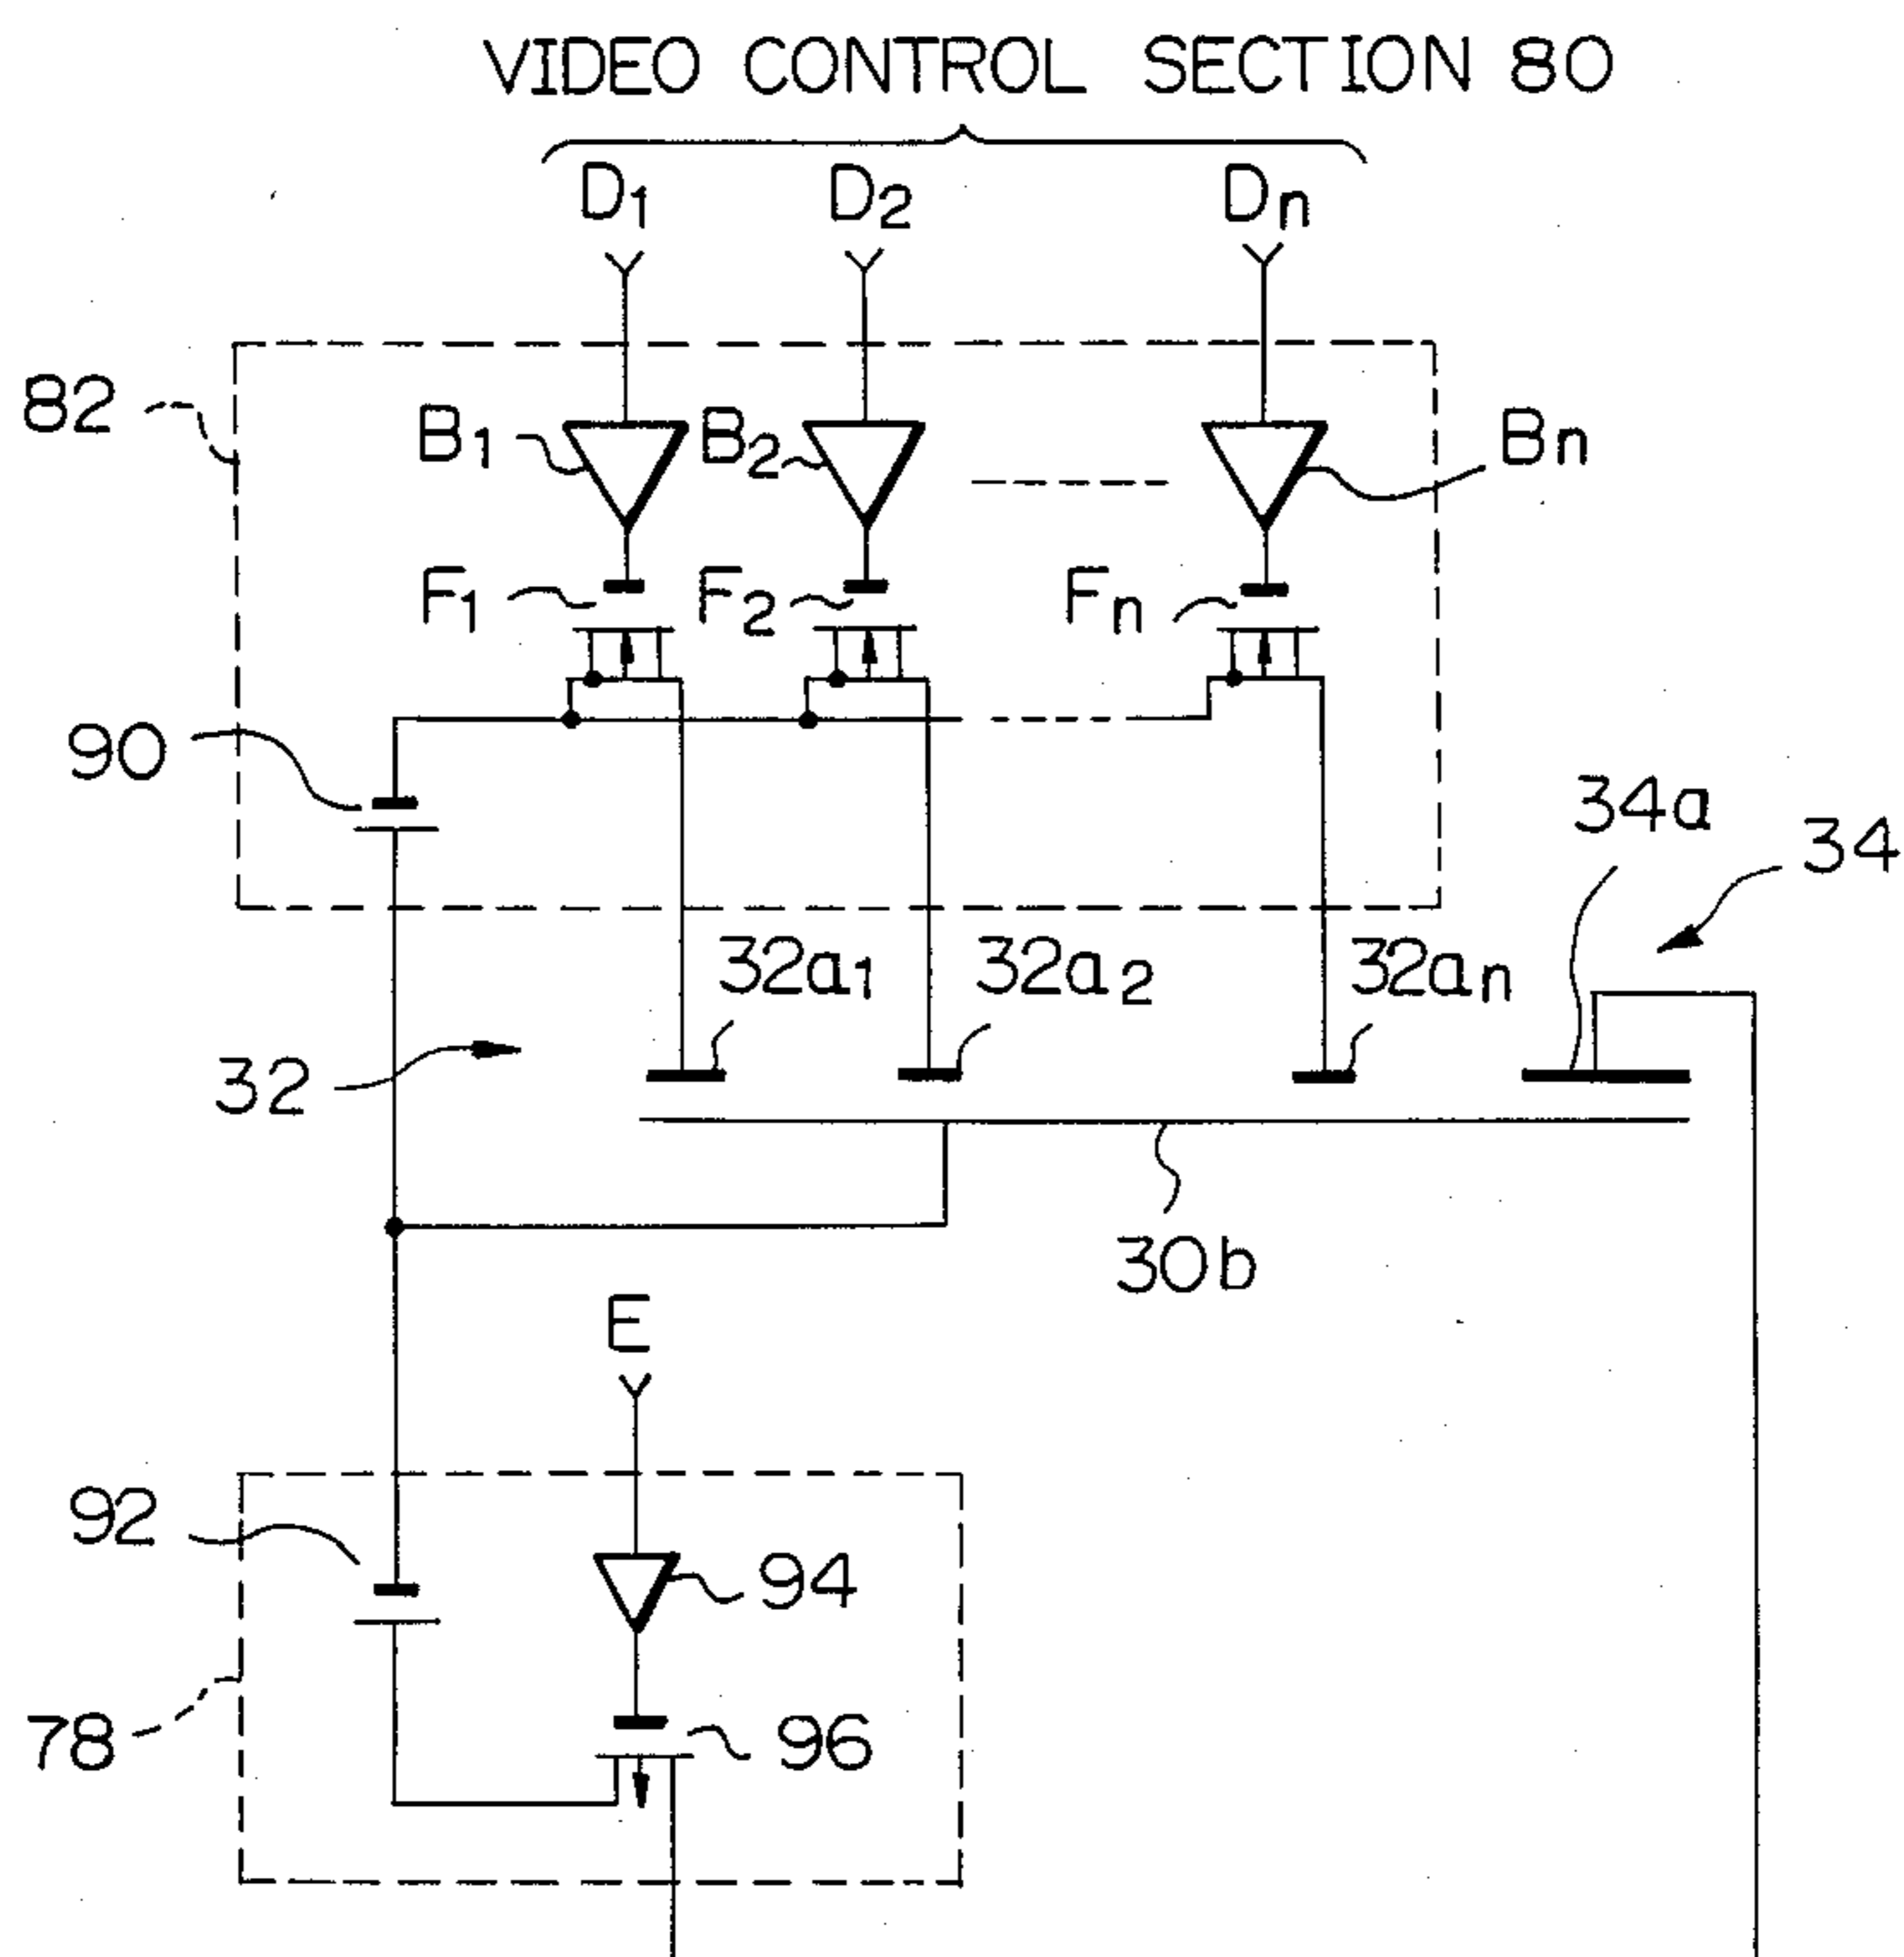 VIDEO CONTROL SECTION 80
D1 D2 Dn
82
B1 B2 Bn
F1 F2 Fn
90
34a
34
32a1 32a2 32an
32
30b
E
92
94
78
96